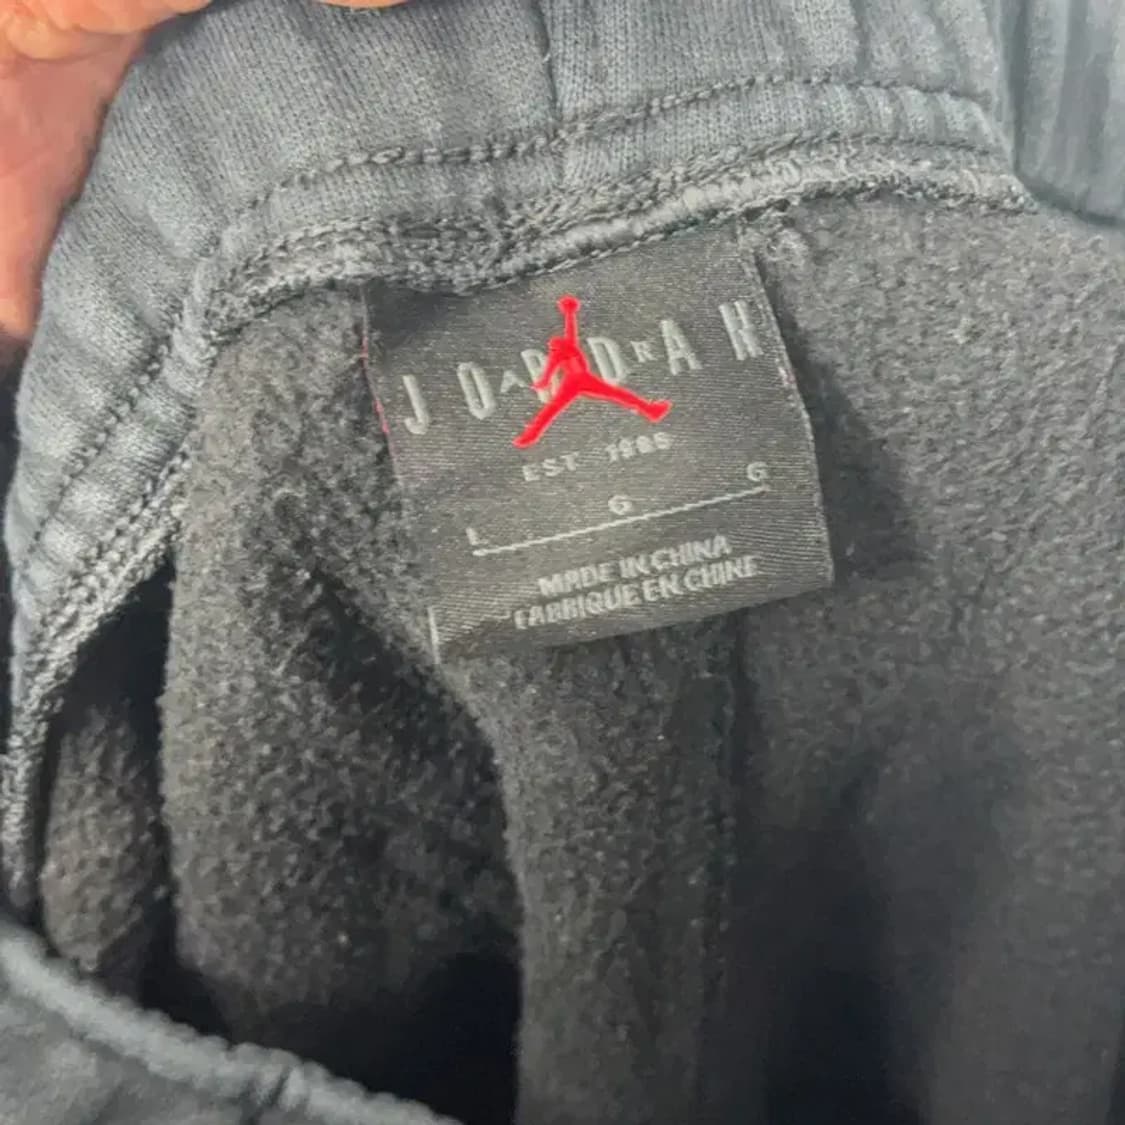 JORDAN
EST 1985
L G G
MADE IN CHINA
FABRIQUE EN CHINE